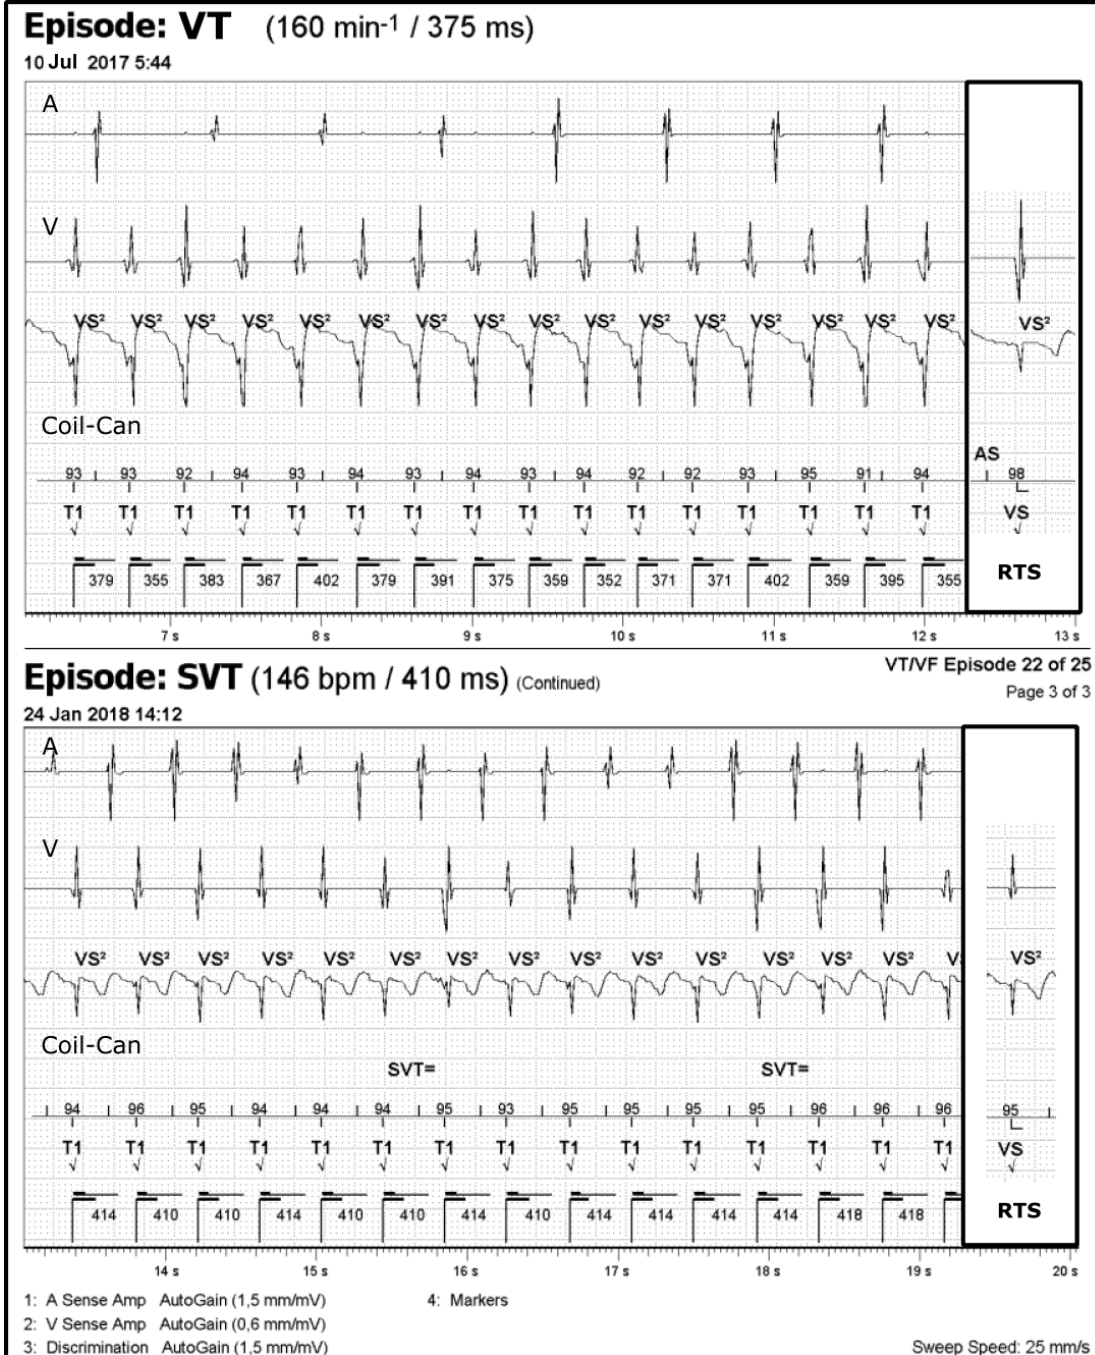 Episode: VT (160 min-1 / 375 ms)
10 Jul 2017 5:44
A
V
VS² VS² VS² VS² VS² VS² VS² VS² VS² VS² VS² VS² VS² VS² VS² VS² VS²
Coil-Can
AS
93 93 92 94 93 94 93 94 93 94 92 92 93 95 91 94 98
T1 T1 T1 T1 T1 T1 T1 T1 T1 T1 T1 T1 T1 T1 T1 T1 VS
✓ ✓ ✓ ✓ ✓ ✓ ✓ ✓ ✓ ✓ ✓ ✓ ✓ ✓ ✓ ✓ ✓
379 355 383 367 402 379 391 375 359 352 371 371 402 359 395 355 RTS
7 s 8 s 9 s 10 s 11 s 12 s 13 s
VT/VF Episode 22 of 25
Episode: SVT (146 bpm / 410 ms) (Continued)
Page 3 of 3
24 Jan 2018 14:12
A
V
VS² VS² VS² VS² VS² VS² VS² VS² VS² VS² VS² VS² VS² VS² V VS²
Coil-Can
SVT= SVT=
94 96 95 94 94 94 95 93 95 95 95 95 96 96 96 95
T1 T1 T1 T1 T1 T1 T1 T1 T1 T1 T1 T1 T1 T1 T1 VS
✓ ✓ ✓ ✓ ✓ ✓ ✓ ✓ ✓ ✓ ✓ ✓ ✓ ✓ ✓ ✓
414 410 410 414 410 410 414 410 414 414 414 414 418 418 RTS
14 s 15 s 16 s 17 s 18 s 19 s 20 s
1: A Sense Amp AutoGain (1,5 mm/mV) 4: Markers
2: V Sense Amp AutoGain (0,6 mm/mV)
3: Discrimination AutoGain (1,5 mm/mV) Sweep Speed: 25 mm/s